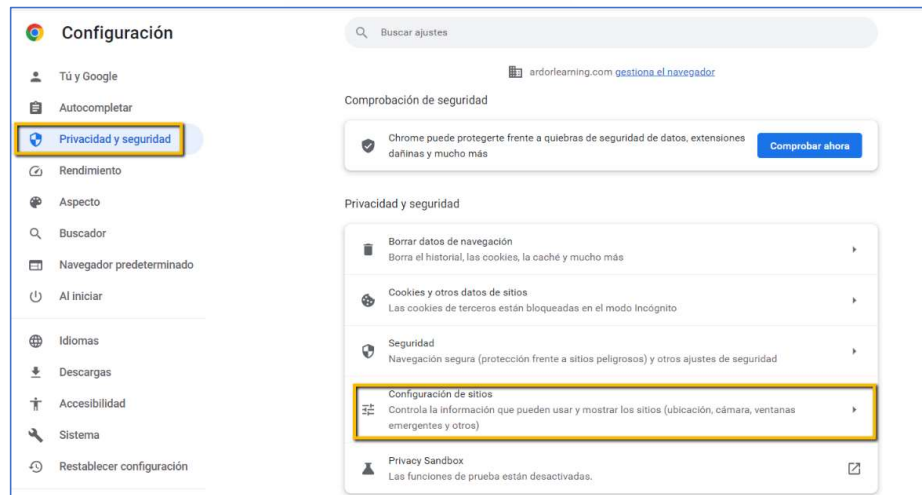 Configuración
Buscar ajustes
Tú y Google
Autocompletar
Privacidad y seguridad
Rendimiento
Aspecto
Buscador
Navegador predeterminado
Al iniciar
Idiomas
Descargas
Accesibilidad
Sistema
Restablecer configuración
ardorlearning.com gestiona el navegador
Comprobación de seguridad
Chrome puede protegerte frente a quiebras de seguridad de datos, extensiones
dañinas y mucho más
Comprobar ahora
Privacidad y seguridad
Borrar datos de navegación
Borra el historial, las cookies, la caché y mucho más
Cookies y otros datos de sitios
Las cookies de terceros están bloqueadas en el modo Incógnito
Seguridad
Navegación segura (protección frente a sitios peligrosos) y otros ajustes de seguridad
Configuración de sitios
Controla la información que pueden usar y mostrar los sitios (ubicación, cámara, ventanas
emergentes y otros)
Privacy Sandbox
Las funciones de prueba están desactivadas.